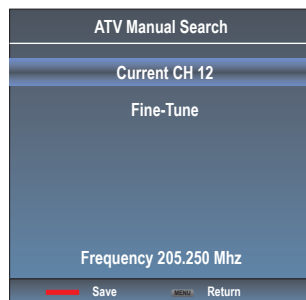 ATV Manual Search
Current CH 12
Fine-Tune
Frequency 205.250 Mhz
Save MENU Return